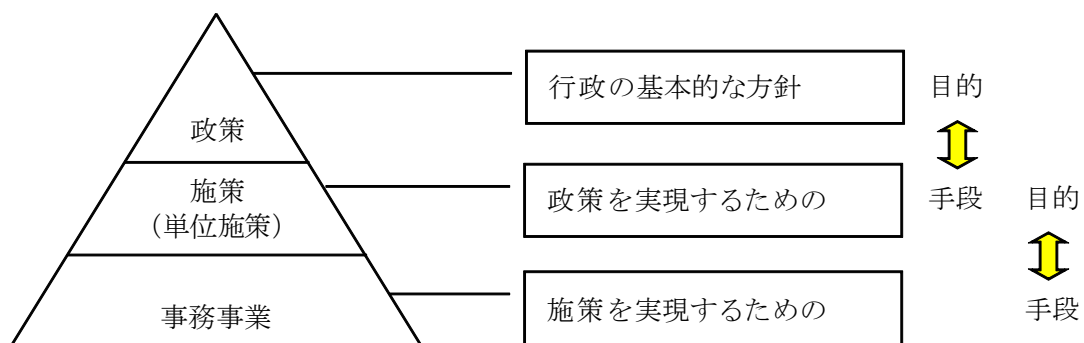 行政の基本的な方針
目的
政策
施策
(単位施策)
政策を実現するための
手段
目的
事務事業
施策を実現するための
手段